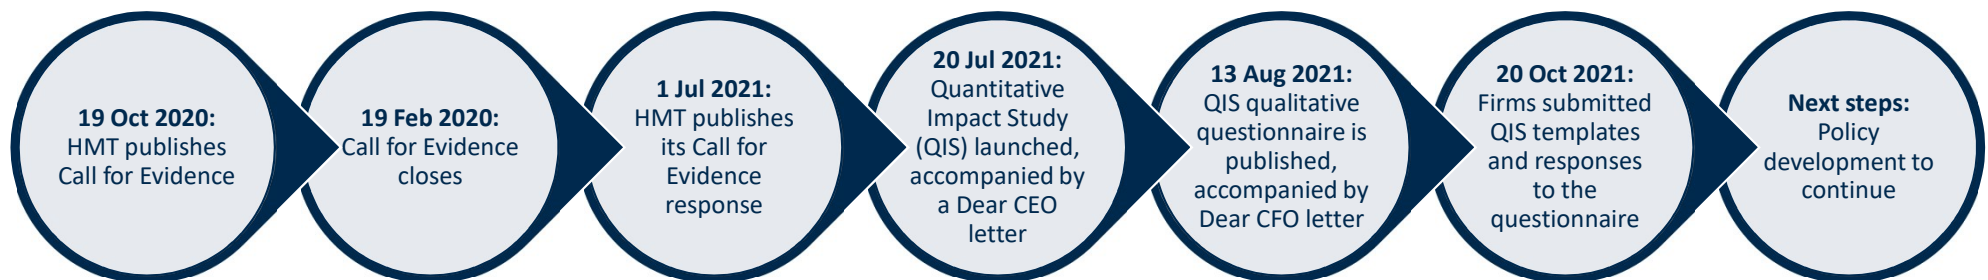 19 Oct 2020:
HMT publishes
Call for Evidence
19 Feb 2020:
Call for Evidence
closes
1 Jul 2021:
HMT publishes
its Call for
Evidence
response
20 Jul 2021:
Quantitative
Impact Study
(QIS) launched,
accompanied by
a Dear CEO
letter
13 Aug 2021:
QIS qualitative
questionnaire is
published,
accompanied by
Dear CFO letter
20 Oct 2021:
Firms submitted
QIS templates
and responses
to the
questionnaire
Next steps:
Policy
development to
continue